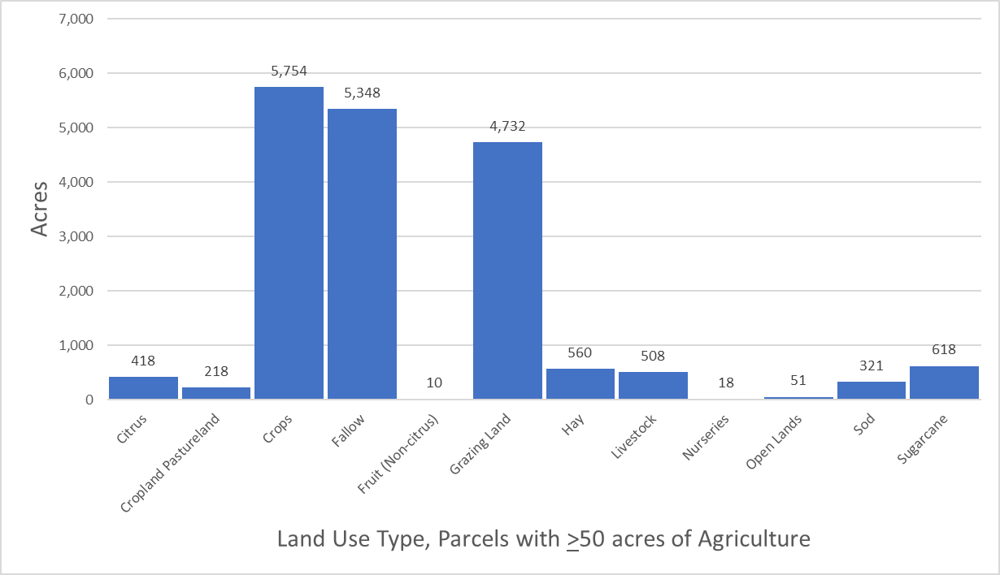 7,000
6,000
5,000
4,000
3,000
2,000
1,000
0
Acres
418
218
5,754
5,348
10
4,732
560
508
18
51
321
618
Citrus
Cropland Pastureland
Crops
Fallow
Fruit (Non-citrus)
Grazing Land
Hay
Livestock
Nurseries
Open Lands
Sod
Sugarcane
Land Use Type, Parcels with >50 acres of Agriculture